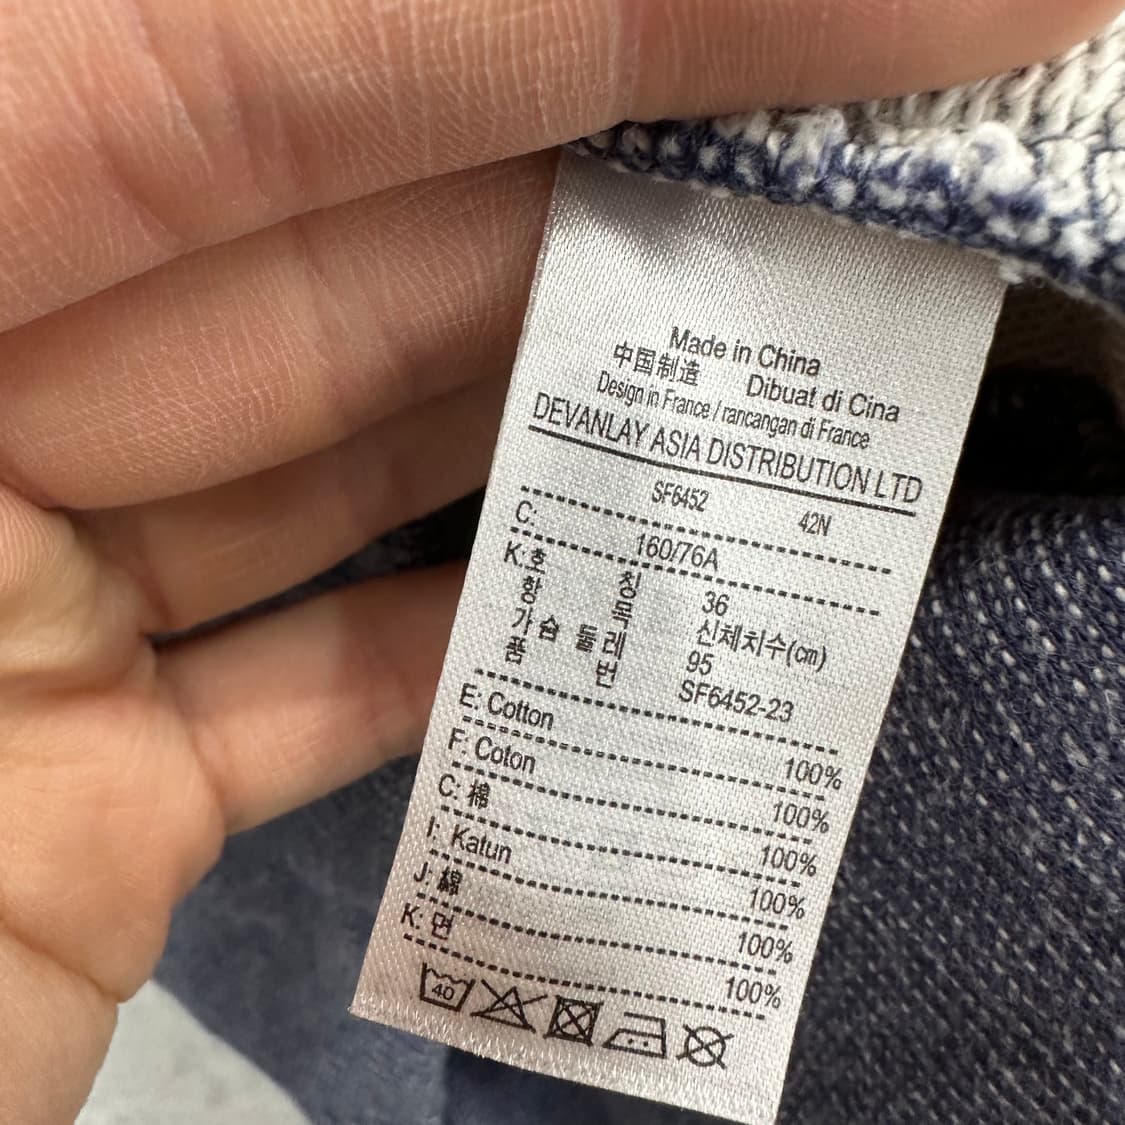 Made in China
中国制造 Dibuat di Cina
Design in France / rancangan di France
DEVANLAY ASIA DISTRIBUTION LTD
SF6452 42N
C: 160/76A
K: 호 칭 36
항 목 신체치수(㎝)
가슴 둘레 95
품 번 SF6452-23
E: Cotton 100%
F: Coton 100%
C: 棉 100%
I: Katun 100%
J: 綿 100%
K: 면 100%
40